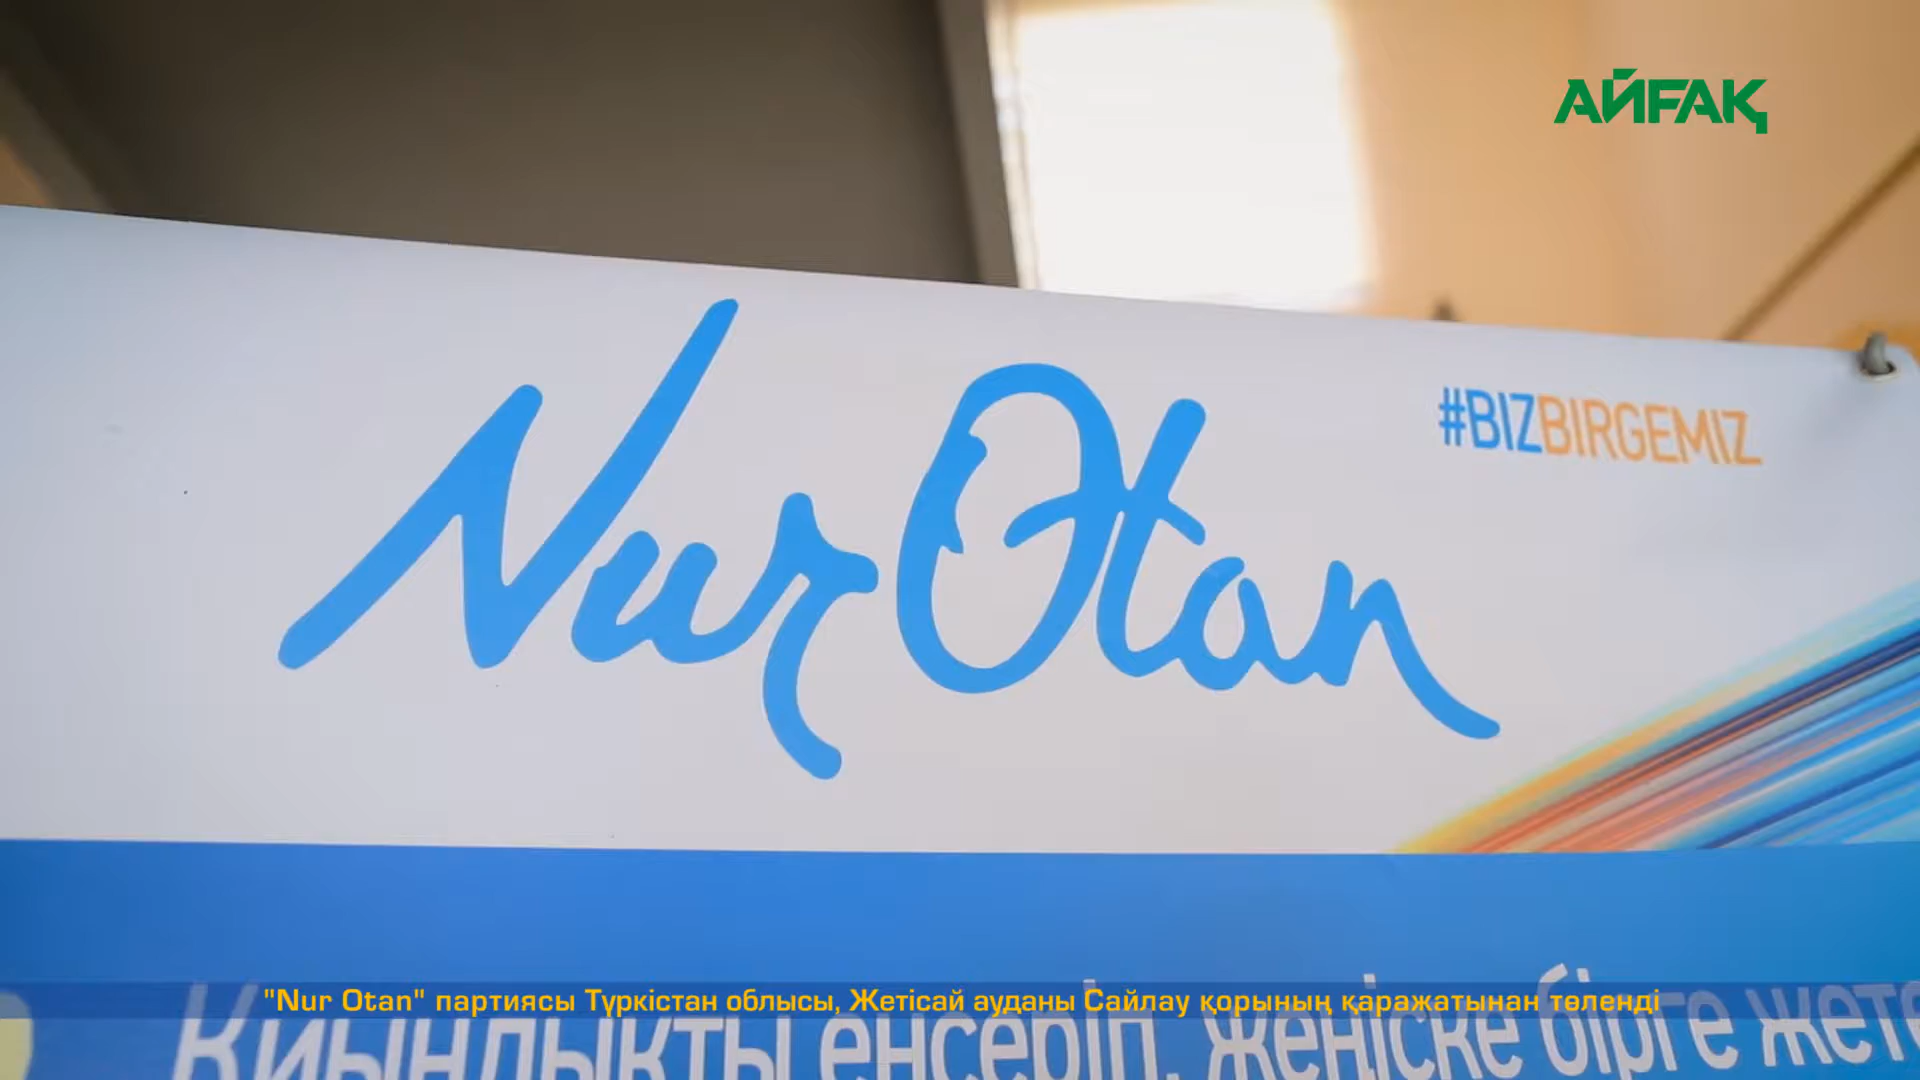 АЙҒАҚ
Nur Otan
#BIZBIRGEMIZ
"Nur Otan" партиясы Түркістан облысы, Жетісай ауданы Сайлау қорының қаражатынан төленді
Қиындықты еңсеріп, жеңіске бірге